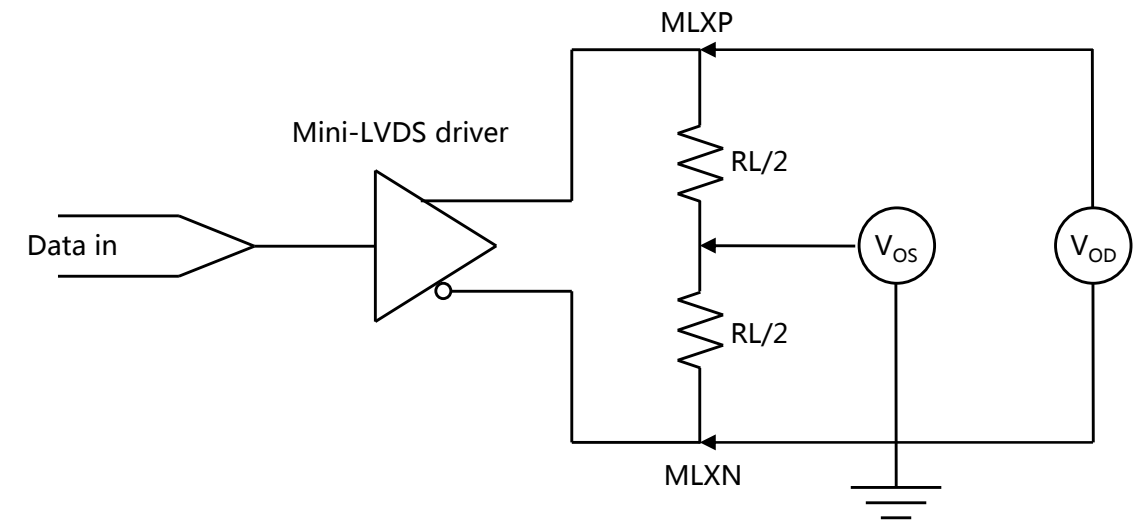 MLXP
Mini-LVDS driver
RL/2
Data in
VOS
VOD
RL/2
MLXN